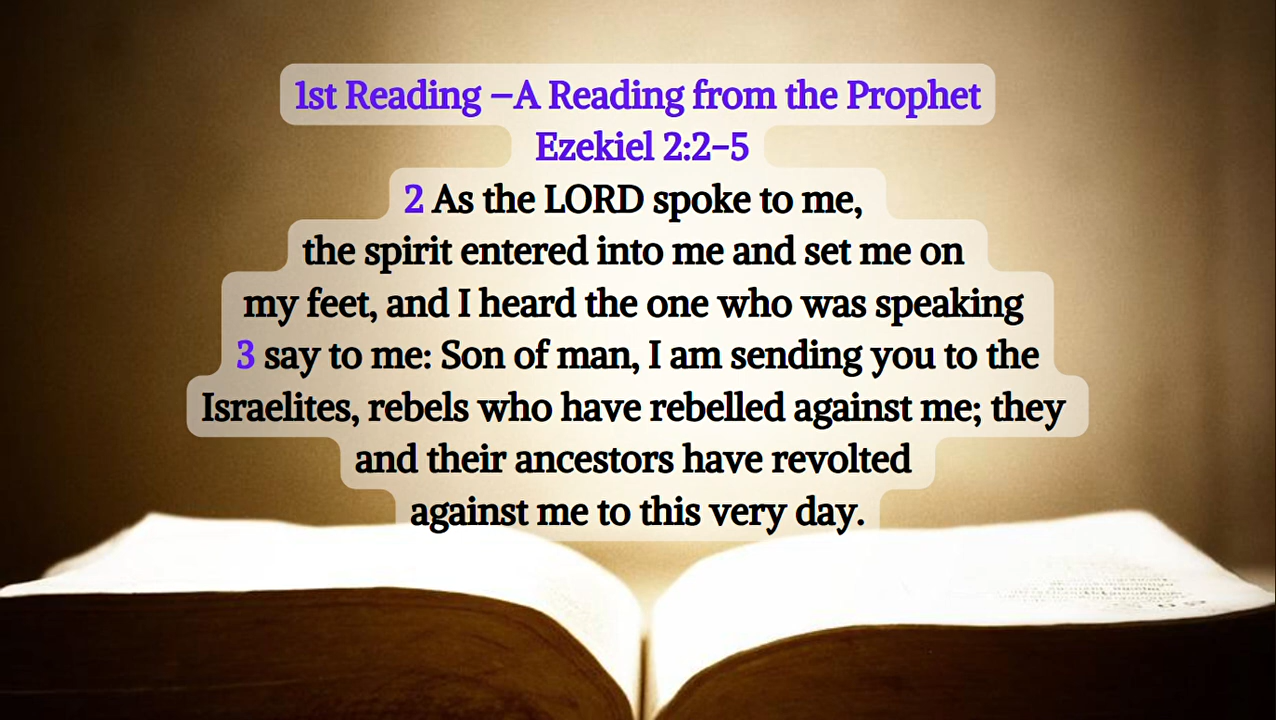 1st Reading –A Reading from the Prophet
Ezekiel 2:2–5
2 As the LORD spoke to me,
the spirit entered into me and set me on
my feet, and I heard the one who was speaking
3 say to me: Son of man, I am sending you to the
Israelites, rebels who have rebelled against me; they
and their ancestors have revolted
against me to this very day.